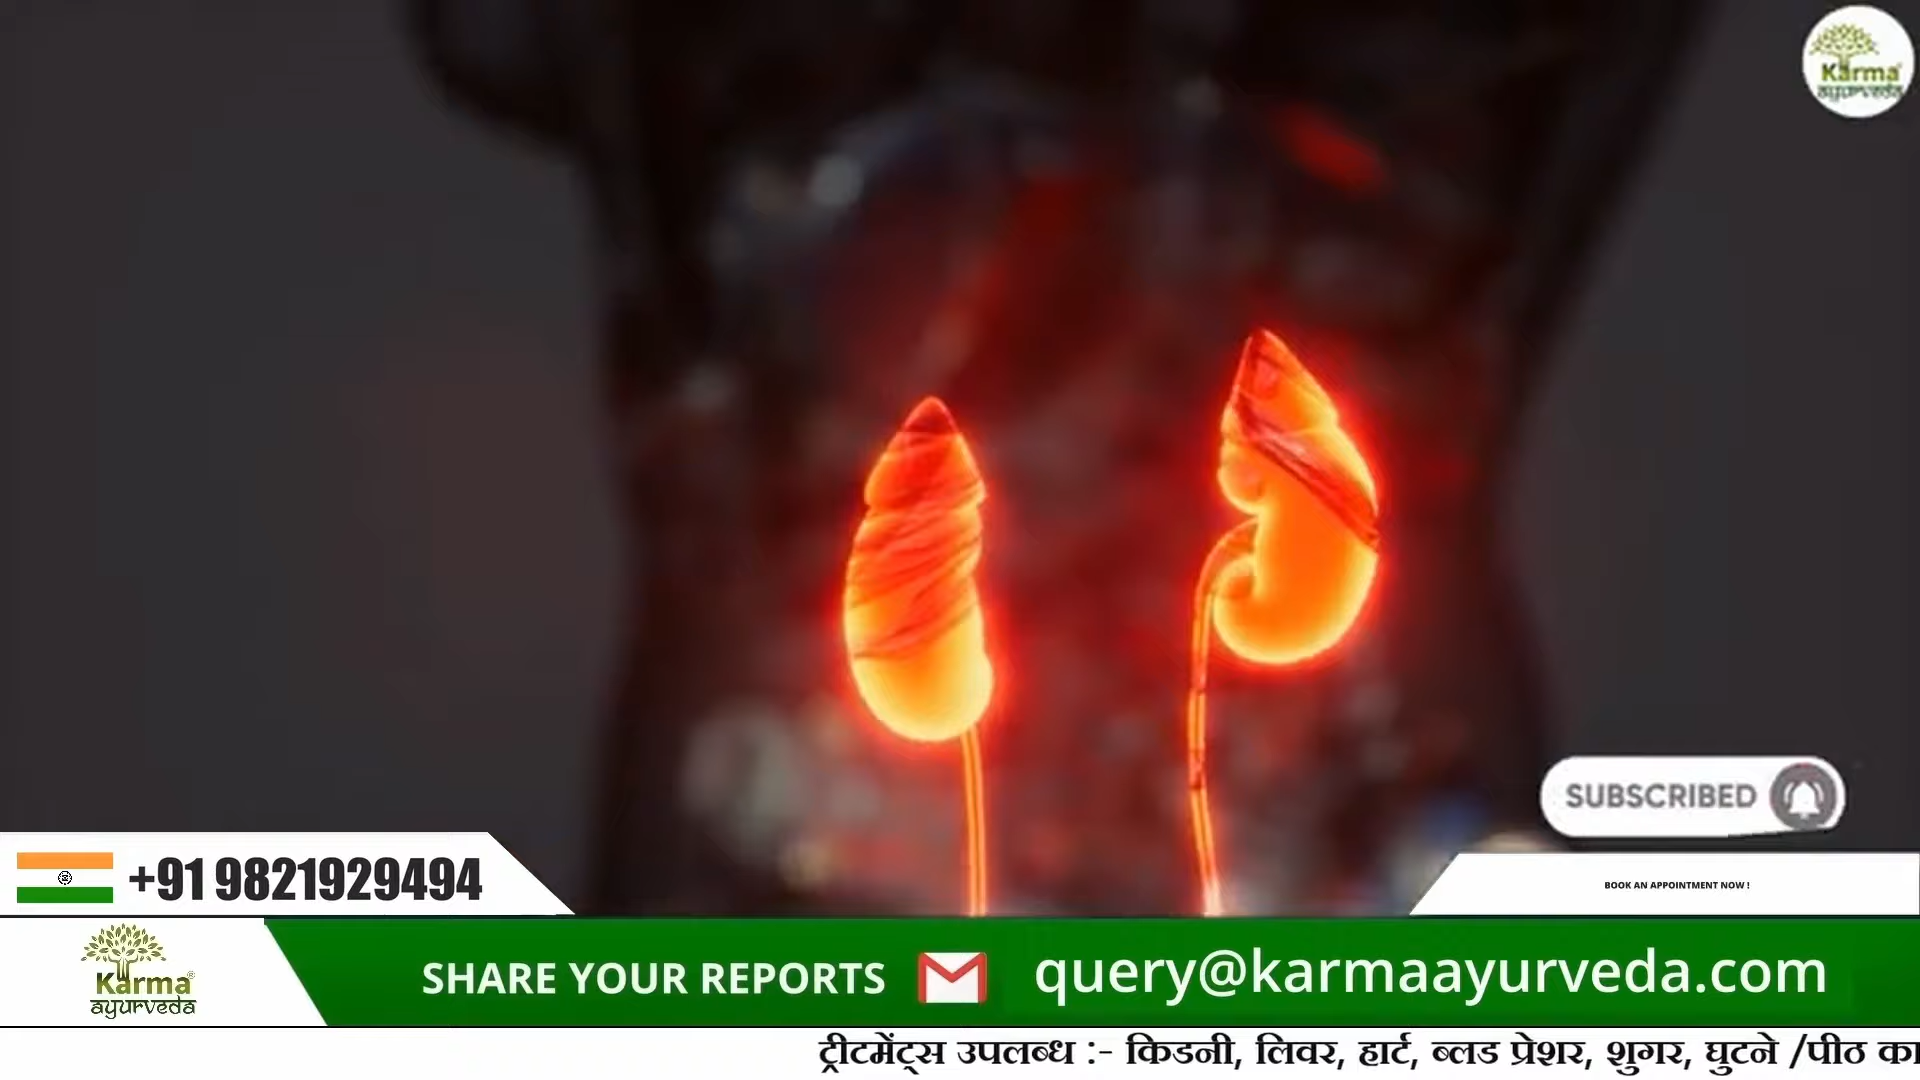 Karma
ayurveda
SUBSCRIBED
+91 9821929494
BOOK AN APPOINTMENT NOW !
Karma®
ayurveda
SHARE YOUR REPORTS
query@karmaayurveda.com
ट्रीटमेंट्स उपलब्ध :- किडनी, लिवर, हार्ट, ब्लड प्रेशर, शुगर, घुटने /पीठ का